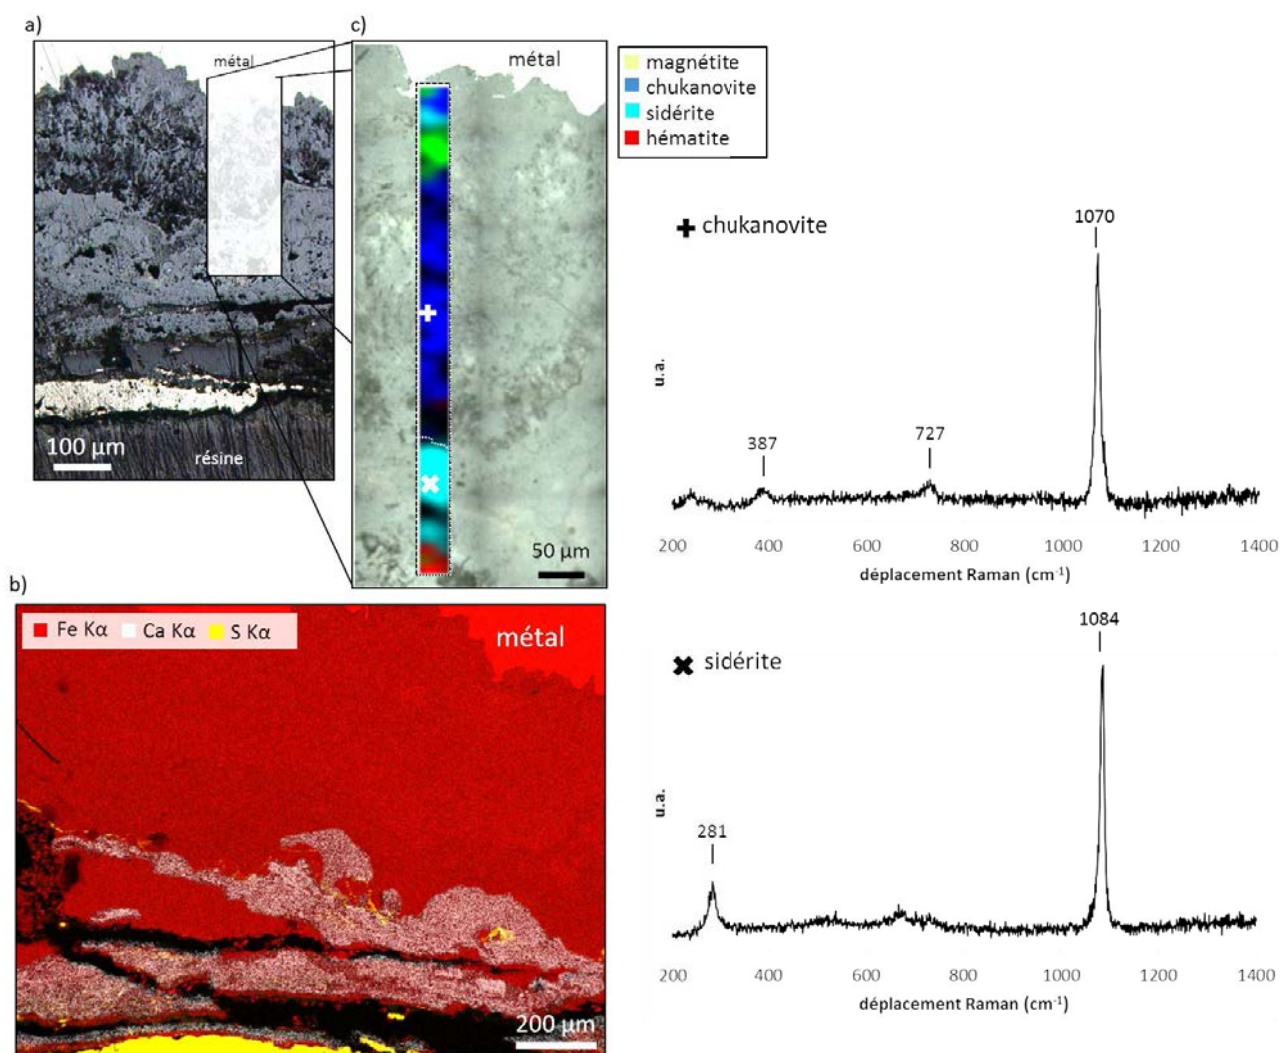 a)
métal
100 µm
résine
c)
métal
50 µm
magnétite
chukanovite
sidérite
hématite
b)
Fe Kα Ca Kα S Kα
métal
200 µm
chukanovite
1070
727
387
u.a.
200 400 600 800 1000 1200 1400
déplacement Raman (cm⁻¹)
sidérite
1084
281
u.a.
200 400 600 800 1000 1200 1400
déplacement Raman (cm⁻¹)